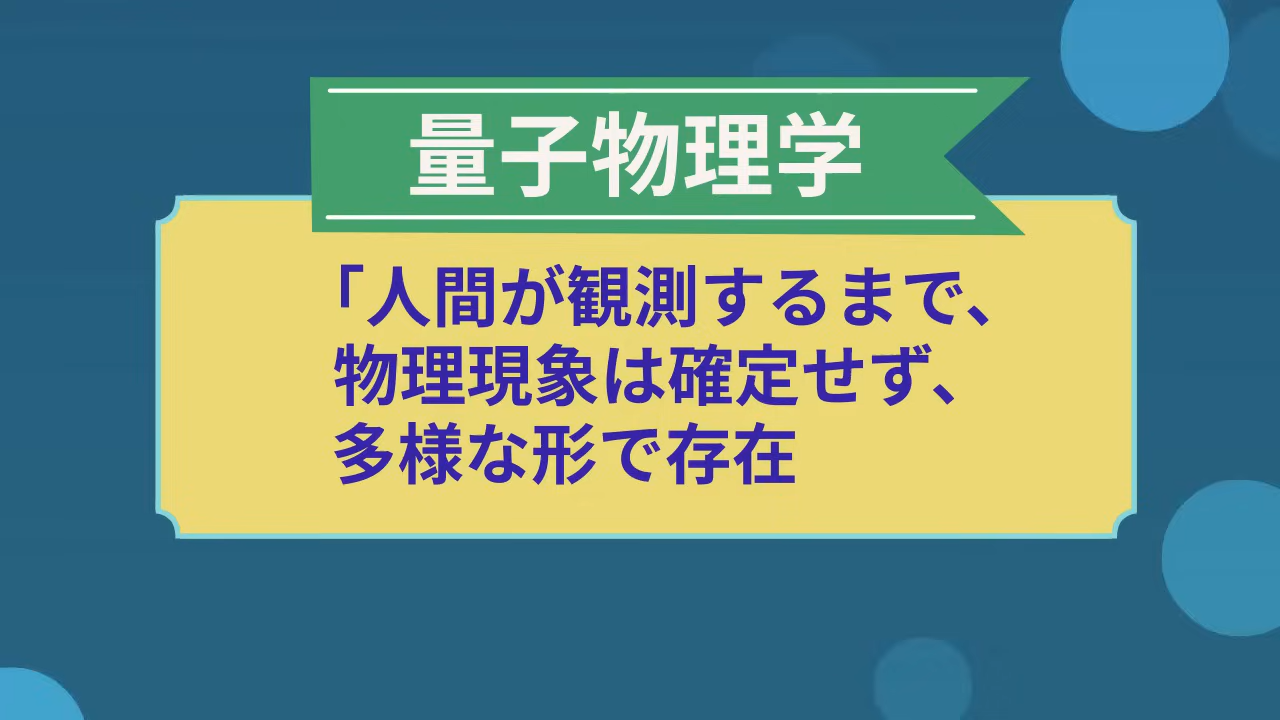 量子物理学
「人間が観測するまで、
物理現象は確定せず、
多様な形で存在